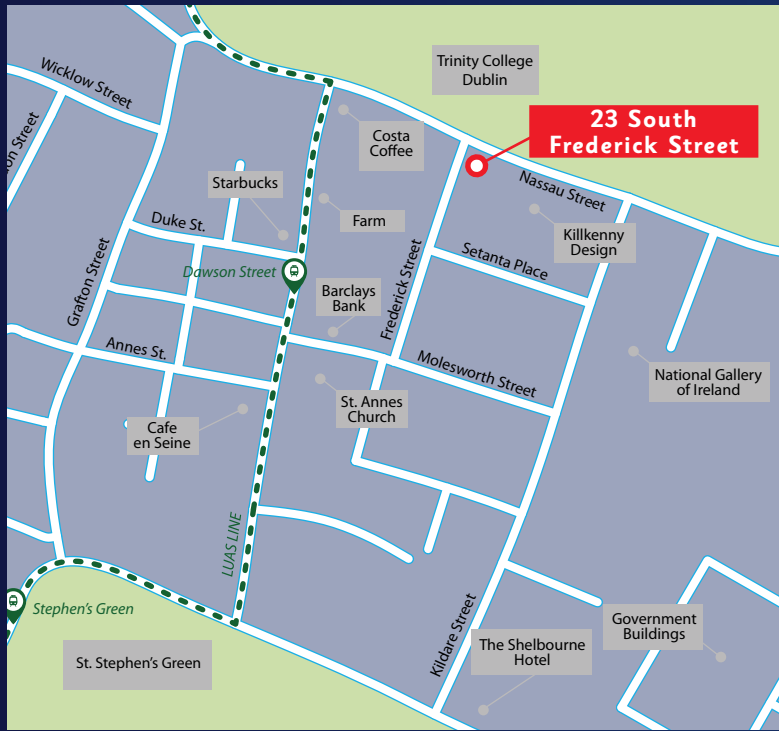 Trinity College
Dublin
Wicklow Street
23 South
Frederick Street
Costa
Coffee
on Street
Nassau Street
Starbucks
Farm
Duke St.
Killkenny
Design
Setanta Place
Grafton Street
Dawson Street
Frederick Street
Barclays
Bank
Annes St.
Molesworth Street
National Gallery
of Ireland
St. Annes
Church
Cafe
en Seine
LUAS LINE
Stephen's Green
Kildare Street
Government
Buildings
The Shelbourne
Hotel
St. Stephen's Green